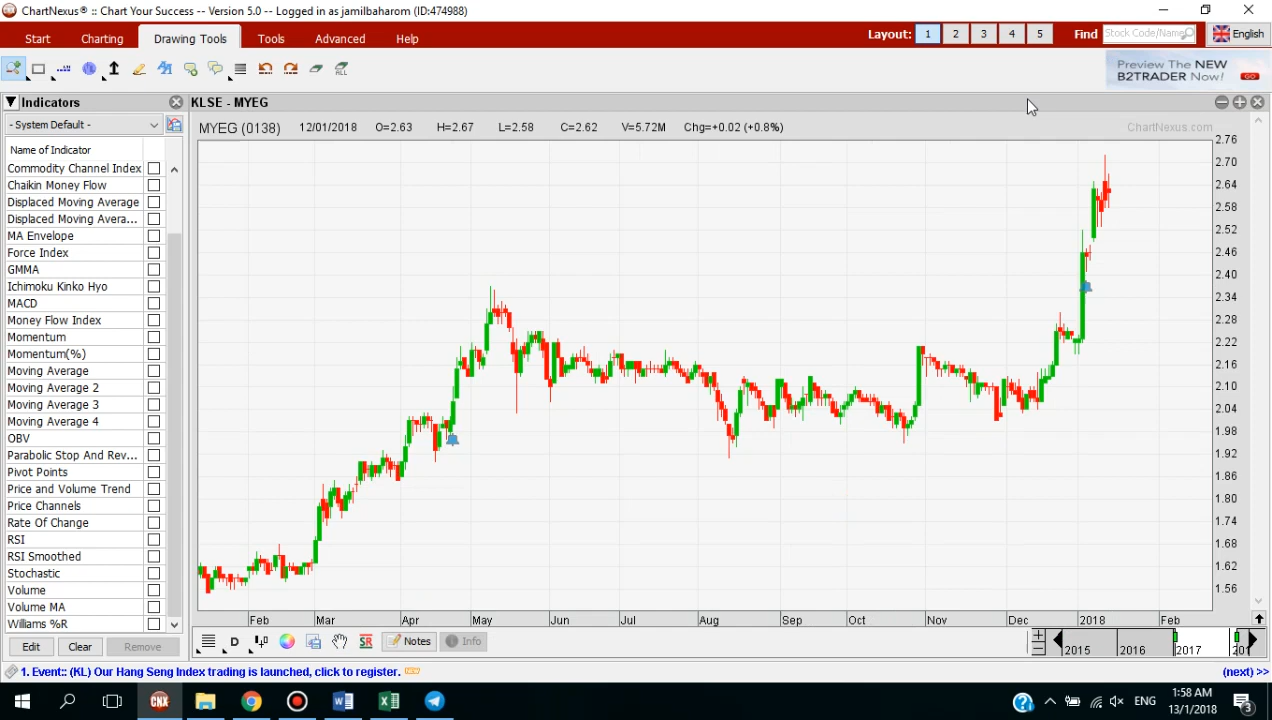 ChartNexus® :: Chart Your Success -- Version 5.0 -- Logged in as jamilbaharom (ID:474988)
Start Charting Drawing Tools Tools Advanced Help Layout: 1 2 3 4 5 Find Stock Code/Name English
ALL
Preview The NEW
B2TRADER Now! GO
Indicators
KLSE - MYEG
- System Default -
MYEG (0138) 12/01/2018 O=2.63 H=2.67 L=2.58 C=2.62 V=5.72M Chg=+0.02 (+0.8%)
ChartNexus.com
Name of Indicator
Commodity Channel Index
Chaikin Money Flow
Displaced Moving Average
Displaced Moving Avera...
MA Envelope
Force Index
GMMA
Ichimoku Kinko Hyo
MACD
Money Flow Index
Momentum
Momentum(%)
Moving Average
Moving Average 2
Moving Average 3
Moving Average 4
OBV
Parabolic Stop And Rev...
Pivot Points
Price and Volume Trend
Price Channels
Rate Of Change
RSI
RSI Smoothed
Stochastic
Volume
Volume MA
Williams %R
Edit Clear Remove
2.76
2.70
2.64
2.58
2.52
2.46
2.40
2.34
2.28
2.22
2.16
2.10
2.04
1.98
1.92
1.86
1.80
1.74
1.68
1.62
1.56
Feb Mar Apr May Jun Jul Aug Sep Oct Nov Dec 2018 Feb
D SR Notes Info
2015 2016 2017
1. Event:: (KL) Our Hang Seng Index trading is launched, click to register. (next) >>
CNX W X ? ENG
1:58 AM
13/1/2018
3